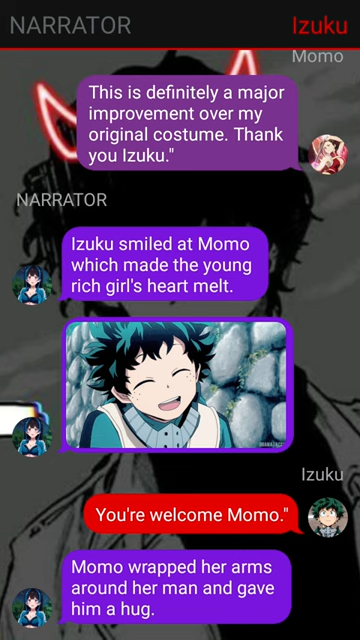 NARRATOR Izuku
Momo
This is definitely a major
improvement over my
original costume. Thank
you Izuku."
NARRATOR
Izuku smiled at Momo
which made the young
rich girl's heart melt.
Izuku
You're welcome Momo."
Momo wrapped her arms
around her man and gave
him a hug.